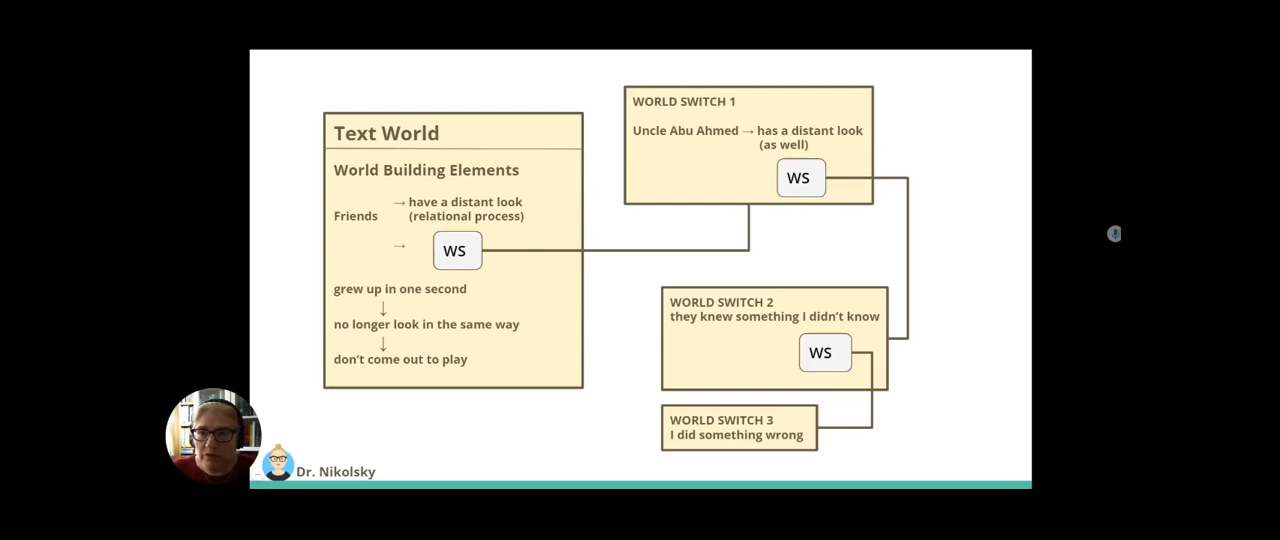 Text World
World Building Elements
→ have a distant look
Friends (relational process)
→ WS
grew up in one second
↓
no longer look in the same way
↓
don't come out to play
WORLD SWITCH 1
Uncle Abu Ahmed → has a distant look
(as well)
WS
WORLD SWITCH 2
they knew something I didn't know
WS
WORLD SWITCH 3
I did something wrong
Dr. Nikolsky